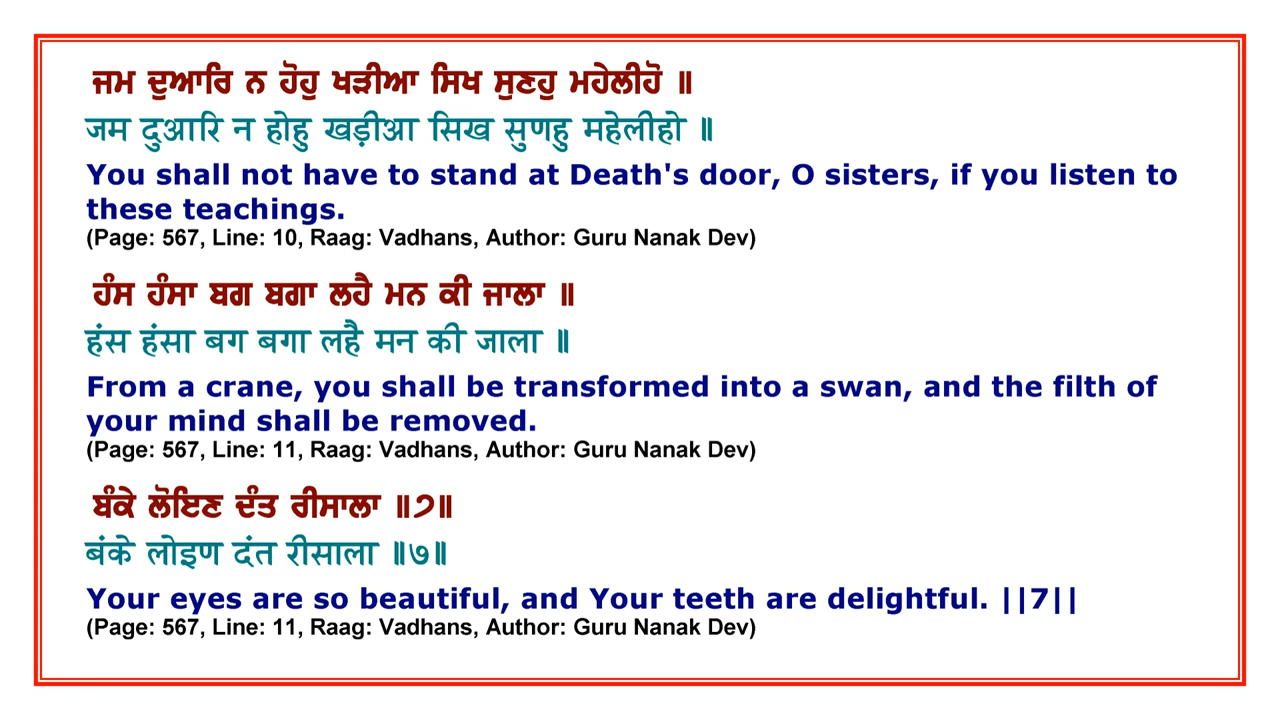 ਜਮ ਦੁਆਰਿ ਨ ਹੋਹੁ ਖੜੀਆ ਸਿਖ ਸੁਣਹੁ ਮਹੇਲੀਹੋ ॥
जम दुआरि न होहु खड़ीआ सिख सुणहु महेलीहो ॥
You shall not have to stand at Death's door, O sisters, if you listen to
these teachings.
(Page: 567, Line: 10, Raag: Vadhans, Author: Guru Nanak Dev)
ਹੰਸ ਹੰਸਾ ਬਗ ਬਗਾ ਲਹੈ ਮਨ ਕੀ ਜਾਲਾ ॥
हंस हंसा बग बगा लहै मन की जाला ॥
From a crane, you shall be transformed into a swan, and the filth of
your mind shall be removed.
(Page: 567, Line: 11, Raag: Vadhans, Author: Guru Nanak Dev)
ਬੰਕੇ ਲੋਇਣ ਦੰਤ ਰੀਸਾਲਾ ॥੭॥
बंके लोइण दंत रीसाला ॥७॥
Your eyes are so beautiful, and Your teeth are delightful. ||7||
(Page: 567, Line: 11, Raag: Vadhans, Author: Guru Nanak Dev)